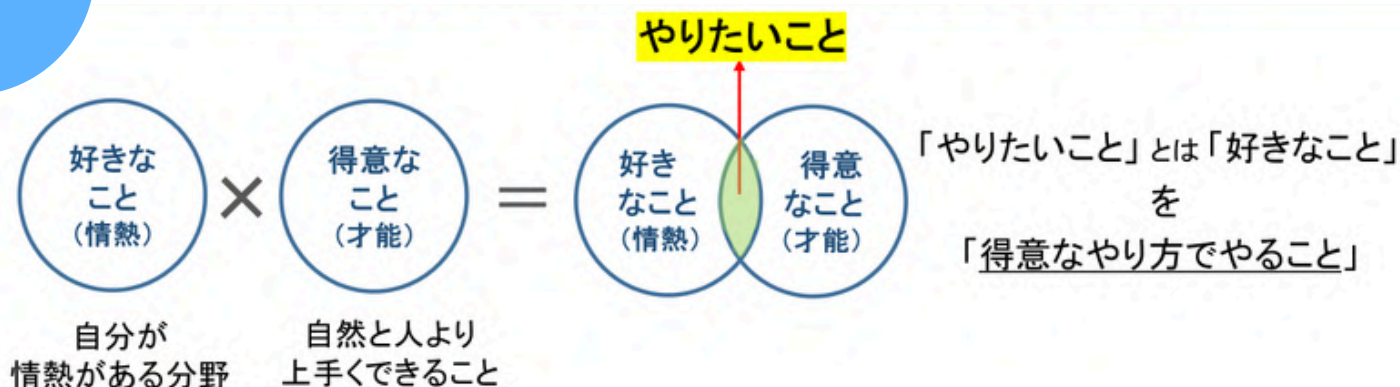 やりたいこと
好きな
こと
（情熱）
×
得意な
こと
（才能）
＝
好き
なこと
（情熱）
得意
なこと
（才能）
「やりたいこと」とは「好きなこと」
を
「得意なやり方でやること」
自分が
情熱がある分野
自然と人より
上手くできること